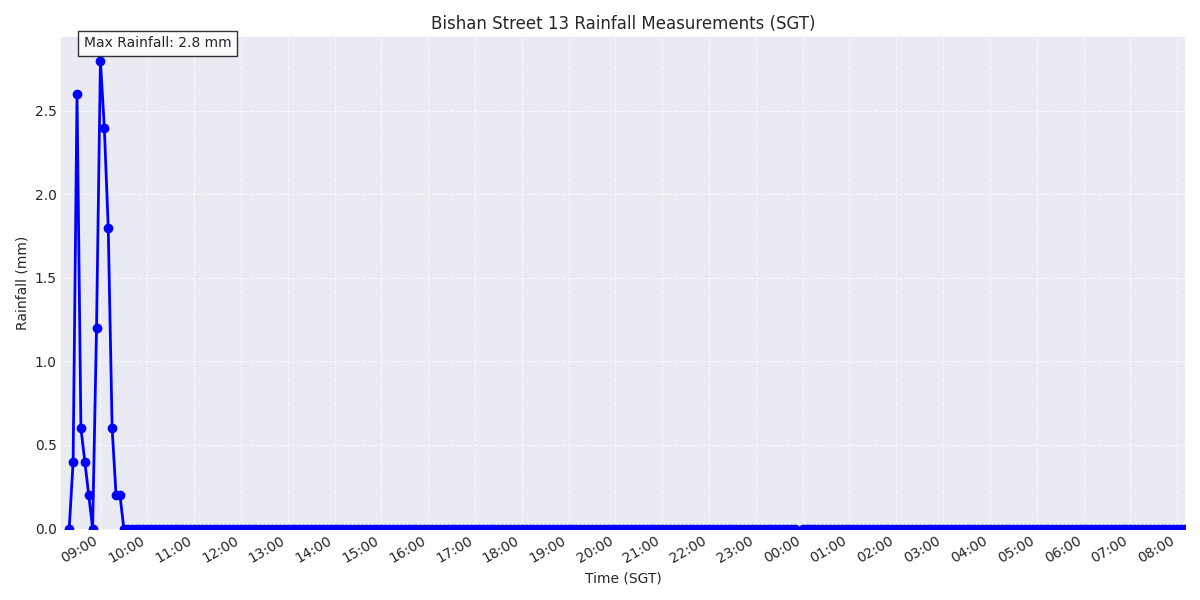 Bishan Street 13 Rainfall Measurements (SGT)
Max Rainfall: 2.8 mm
Rainfall (mm)
2.5
2.0
1.5
1.0
0.5
0.0
09:00 10:00 11:00 12:00 13:00 14:00 15:00 16:00 17:00 18:00 19:00 20:00 21:00 22:00 23:00 00:00 01:00 02:00 03:00 04:00 05:00 06:00 07:00 08:00
Time (SGT)